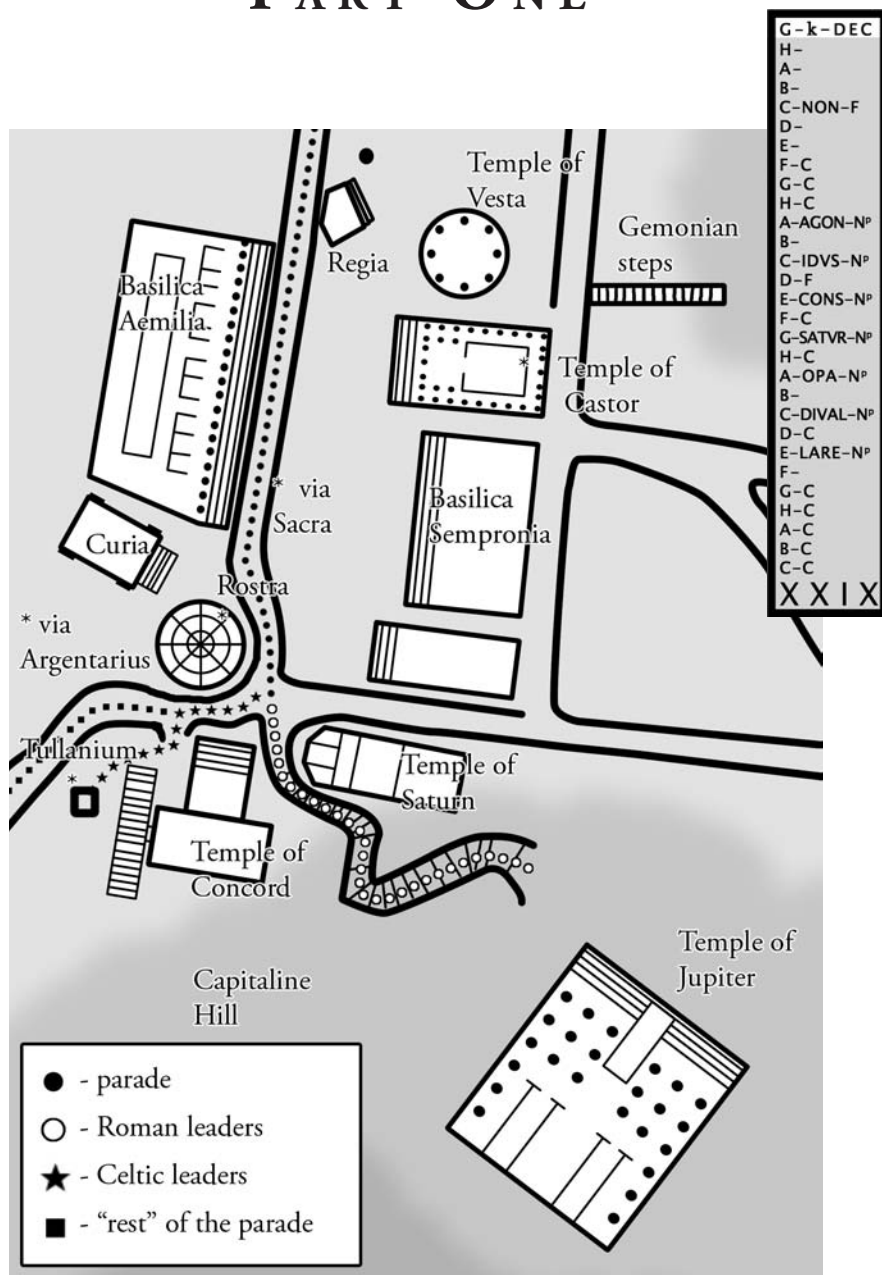 PART ONE
G-k-DEC
H-
A-
B-
C-NON-F
D-
E-
F-C
G-C
H-C
A-AGON-Nᵖ
B-
C-IDVS-Nᵖ
D-F
E-CONS-Nᵖ
F-C
G-SATVR-Nᵖ
H-C
A-OPA-Nᵖ
B-
C-DIVAL-Nᵖ
D-C
E-LARE-Nᵖ
F-
G-C
H-C
A-C
B-C
C-C
XXIX
Temple of
Vesta
Regia
Gemonian
steps
Basilica
Aemilia
Temple of
Castor
* via
Sacra
Basilica
Sempronia
Curia
Rostra
*
* via
Argentarius
Tullanium
*
Temple of
Saturn
Temple of
Concord
Temple of
Jupiter
Capitaline
Hill
● - parade
○ - Roman leaders
★ - Celtic leaders
■ - “rest” of the parade